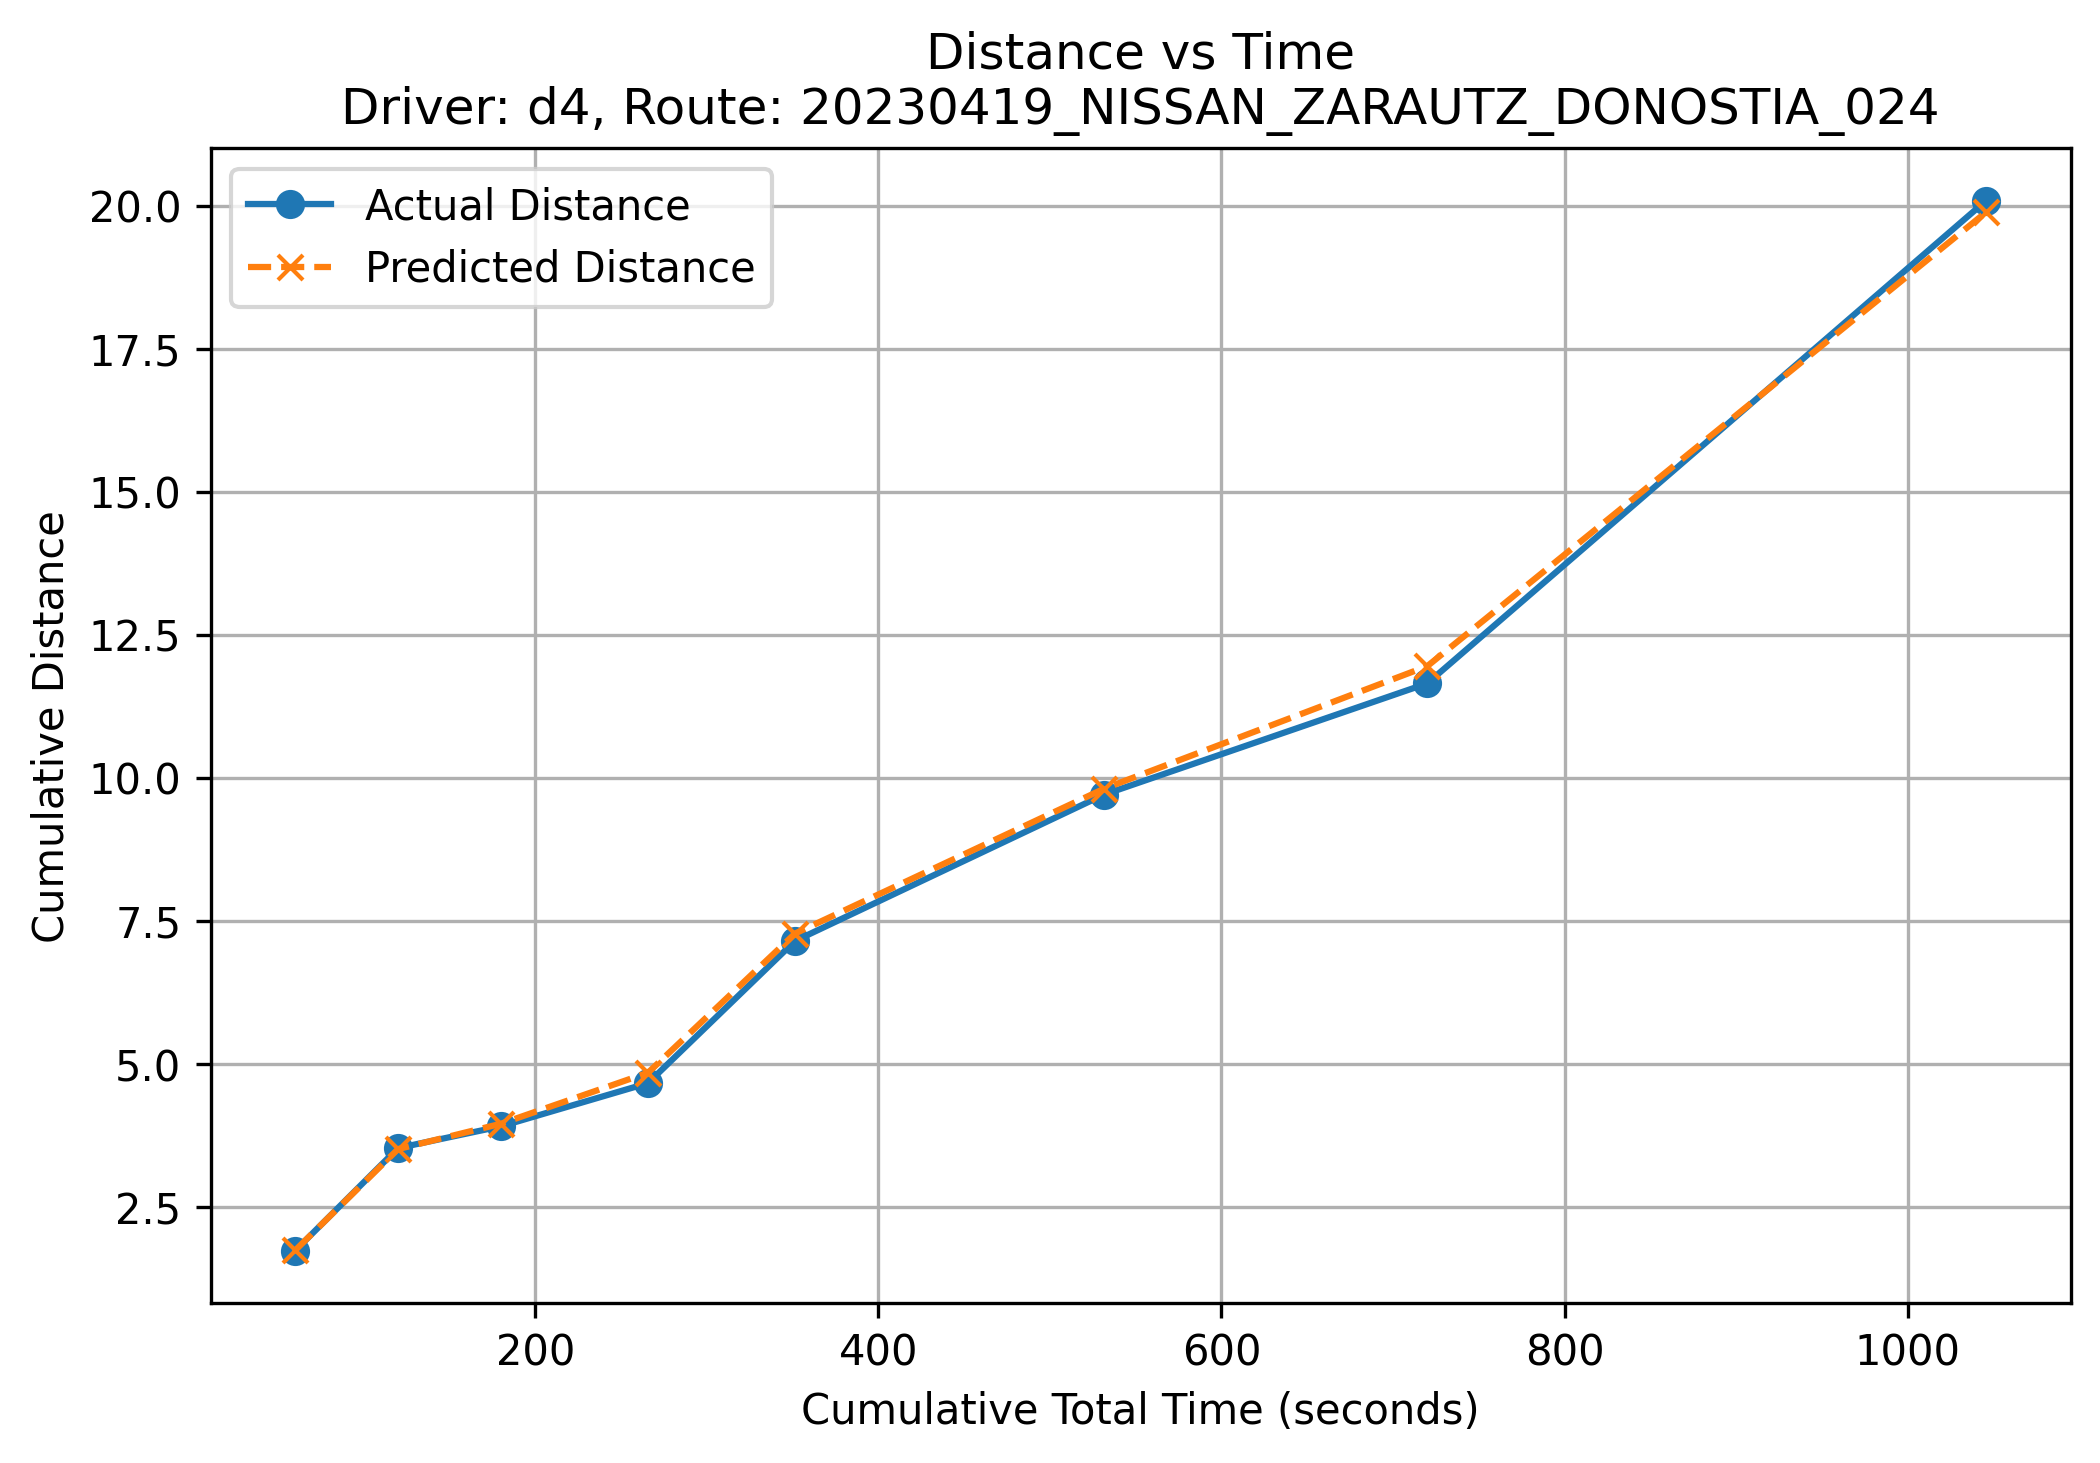 Distance vs Time
Driver: d4, Route: 20230419_NISSAN_ZARAUTZ_DONOSTIA_024
Actual Distance
Predicted Distance
20.0
17.5
15.0
12.5
10.0
7.5
5.0
2.5
Cumulative Distance
200 400 600 800 1000
Cumulative Total Time (seconds)